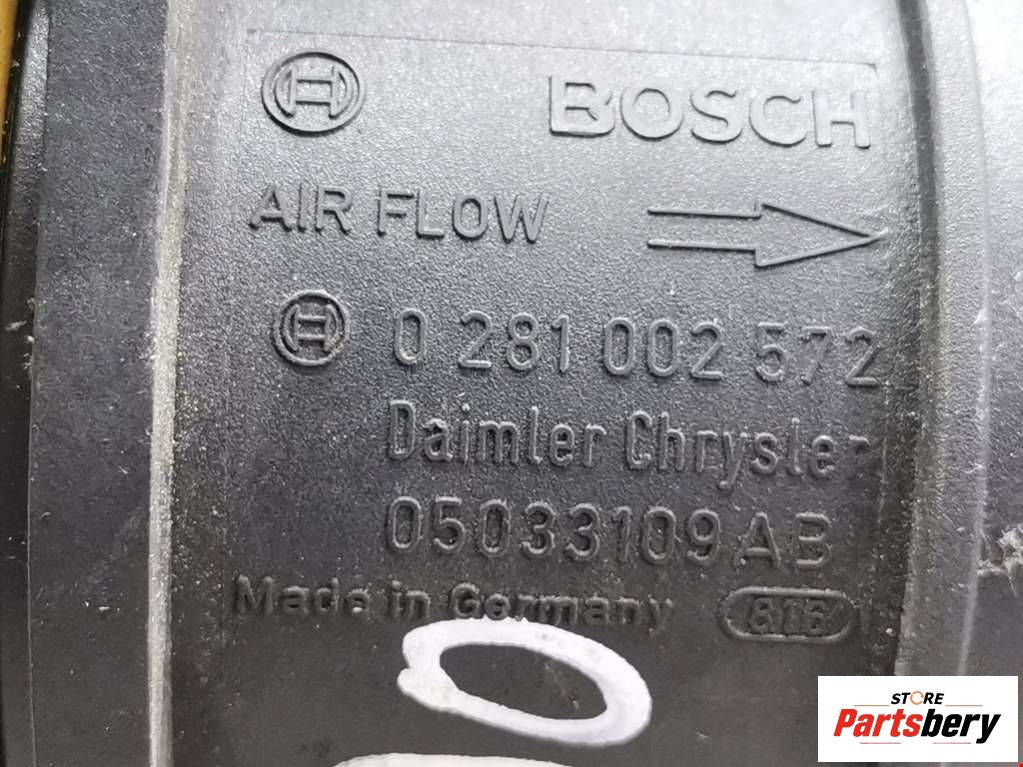 BOSCH
AIR FLOW
0 281 002 572
Daimler Chrysler
05033109AB
Made in Germany
STORE
Partsbery